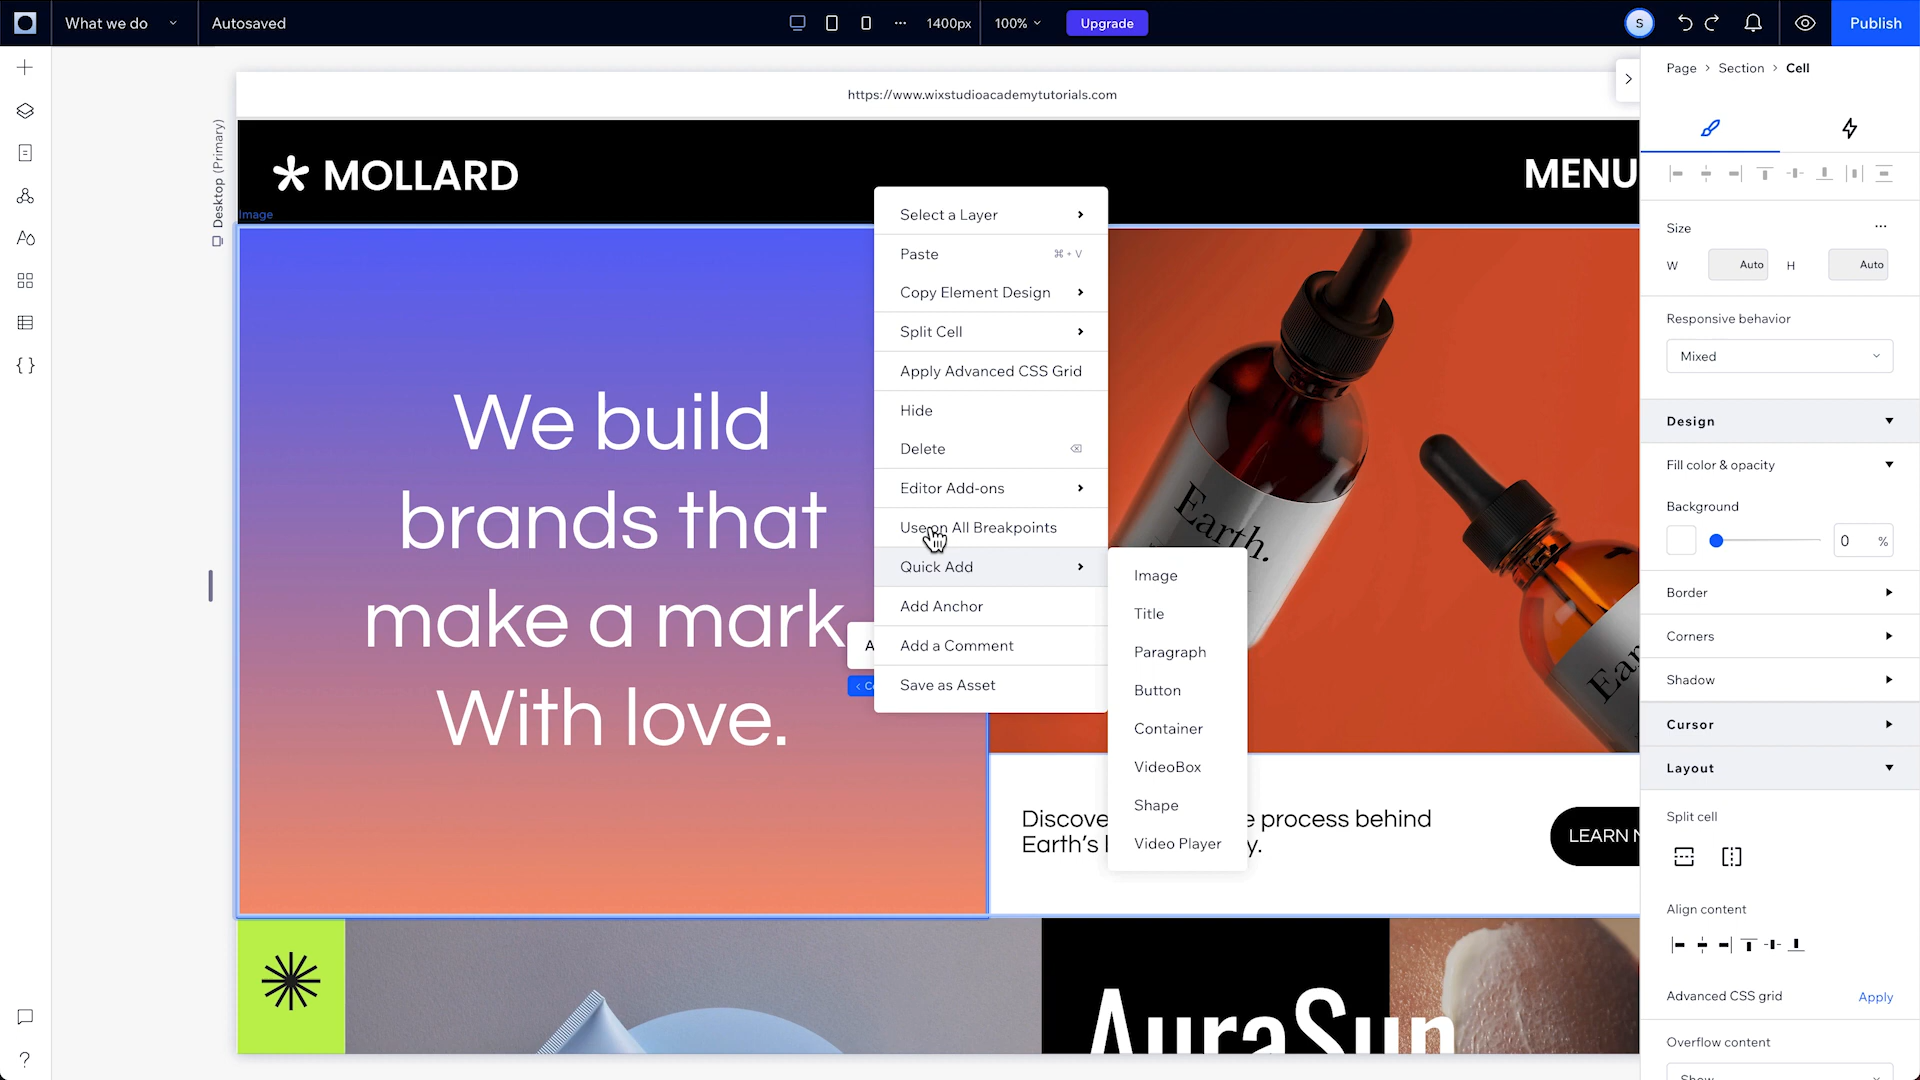 What we do
Autosaved
1400px
100%
Upgrade
S
Publish
Page > Section > Cell
https://www.wixstudioacademytutorials.com
Desktop (Primary)
MOLLARD
MENU
Image
Select a Layer
Paste ⌘ + V
Copy Element Design
Split Cell
Apply Advanced CSS Grid
Hide
Delete
Editor Add-ons
Use on All Breakpoints
Quick Add
Add Anchor
Add a Comment
Save as Asset
Image
Title
Paragraph
Button
Container
VideoBox
Shape
Video Player
We build
brands that
make a mark
With love.
Earth.
Discove
e process behind
Earth's
y.
LEARN
AuraSun
Size
W Auto H Auto
Responsive behavior
Mixed
Design
Fill color & opacity
Background
0 %
Border
Corners
Shadow
Cursor
Layout
Split cell
Align content
Advanced CSS grid Apply
Overflow content
Show